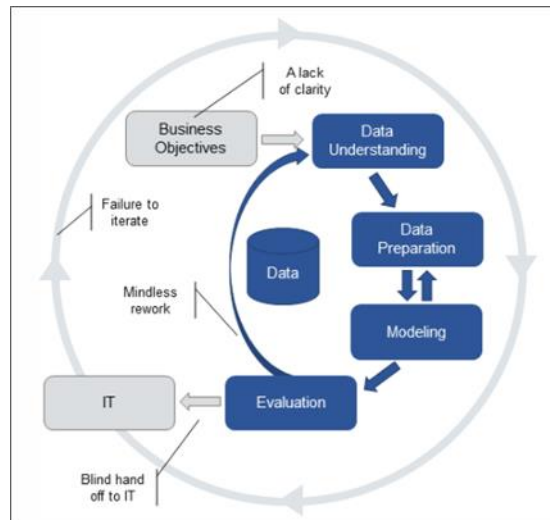 A lack
of clarity
Business
Objectives
Data
Understanding
Failure to
iterate
Data
Preparation
Data
Mindless
rework
Modeling
IT
Evaluation
Blind hand
off to IT